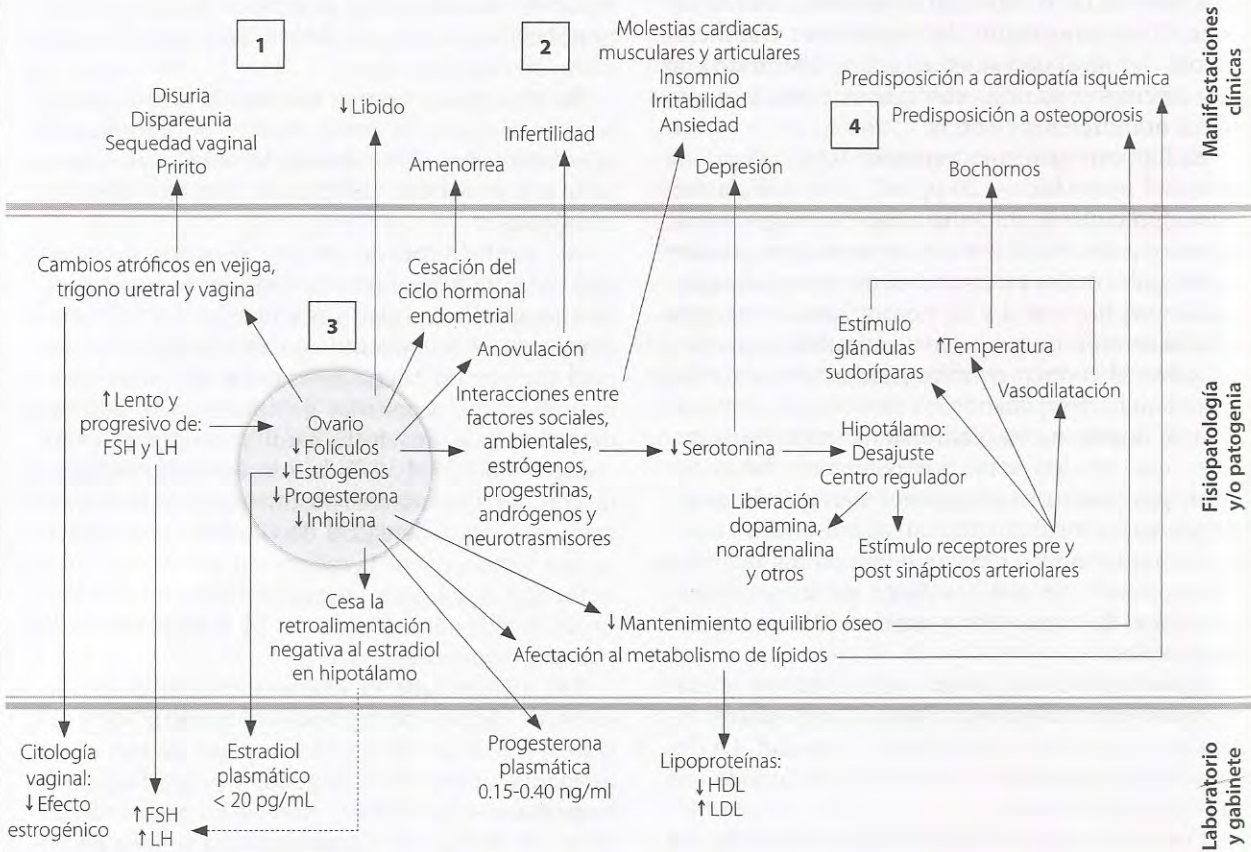 1
2
Molestias cardiacas,
musculares y articulares
Insomnio
Irritabilidad
Ansiedad
Predisposición a cardiopatía isquémica
Predisposición a osteoporosis
4
Manifestaciones
clínicas
Disuria
Dispareunia
Sequedad vaginal
Pririto
↓Libido
Amenorrea
Infertilidad
Depresión
Bochornos
Cambios atróficos en vejiga,
trígono uretral y vagina
3
Cesación del
ciclo hormonal
endometrial
Anovulación
Estímulo
glándulas
sudoríparas
↑Temperatura
Vasodilatación
↑Lento y
progresivo de:
FSH y LH
Ovario
↓Folículos
↓Estrógenos
↓Progesterona
↓Inhibina
Interacciones entre
factores sociales,
ambientales,
estrógenos,
progestinas,
andrógenos y
neurotrasmisores
↓Serotonina
Hipotálamo:
Desajuste
Centro regulador
Liberación
dopamina,
noradrenalina
y otros
Estímulo receptores pre y
post sinápticos arteriolares
Fisiopatología
y/o patogenia
Cesa la
retroalimentación
negativa al estradiol
en hipotálamo
↓Mantenimiento equilibrio óseo
Afectación al metabolismo de lípidos
Citología
vaginal:
↓Efecto
estrogénico
↑FSH
↑LH
Estradiol
plasmático
< 20 pg/mL
Progesterona
plasmática
0.15-0.40 ng/ml
Lipoproteínas:
↓HDL
↑LDL
Laboratorio
y gabinete